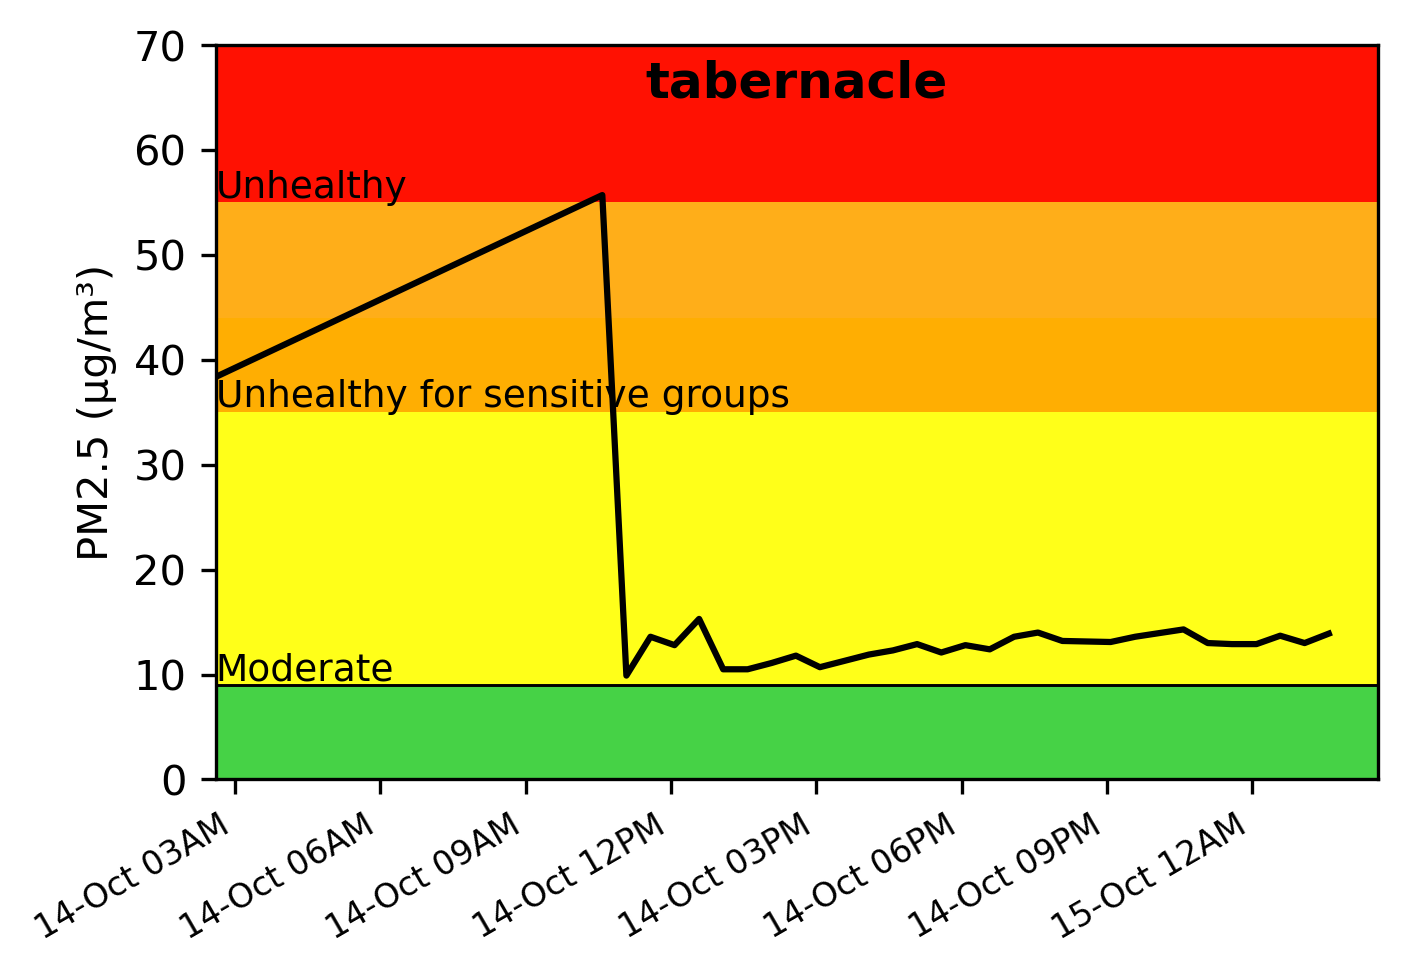 tabernacle
70
60
50
40
30
20
10
0
PM2.5 (µg/m³)
Unhealthy
Unhealthy for sensitive groups
Moderate
14-Oct 03AM
14-Oct 06AM
14-Oct 09AM
14-Oct 12PM
14-Oct 03PM
14-Oct 06PM
14-Oct 09PM
15-Oct 12AM